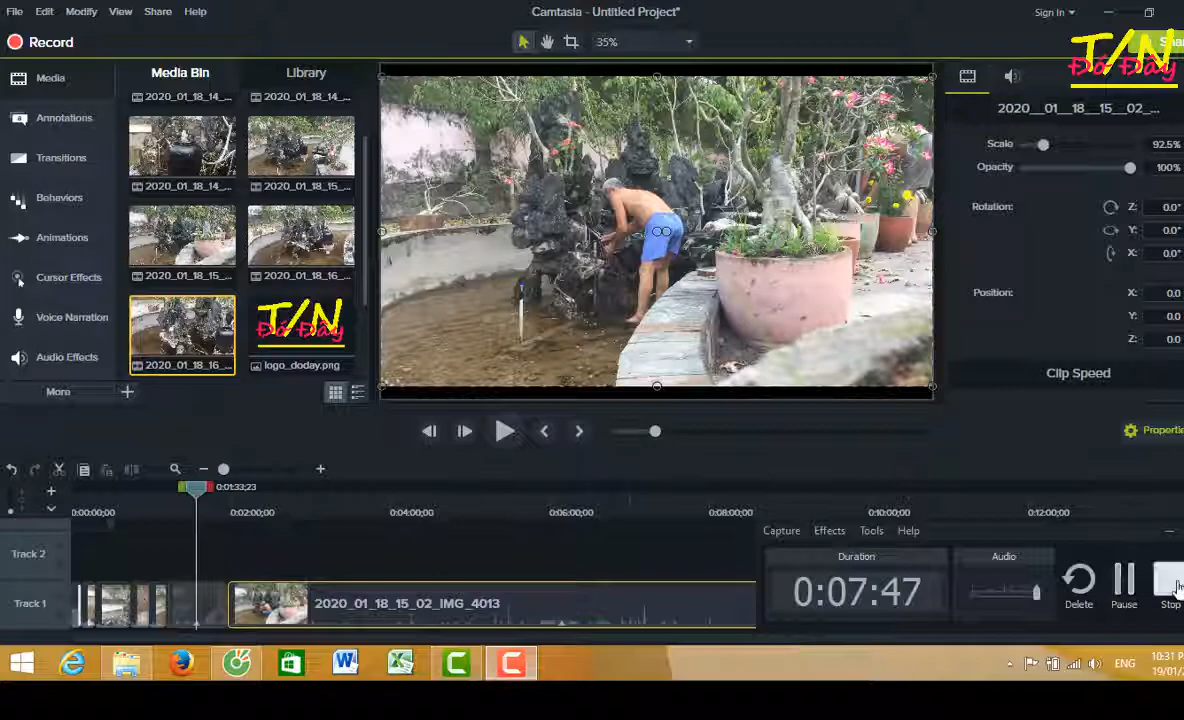 File Edit Modify View Share Help
Camtasia - Untitled Project*
Sign In
Record
35%
T/N
Đó Đây
Media
Annotations
Transitions
Behaviors
Animations
Cursor Effects
Voice Narration
Audio Effects
More
Media Bin
Library
2020_01_18_14_...
2020_01_18_14_...
2020_01_18_14_...
2020_01_18_15_...
2020_01_18_15_...
2020_01_18_16_...
T/N
Đó Đây
2020_01_18_16_...
logo_doday.png
2020__01__18__15__02__...
Scale 92.5%
Opacity 100%
Rotation: Z: 0.0°
Y: 0.0°
X: 0.0°
Position: X: 0.0
Y: 0.0
Z: 0.0
Clip Speed
0:01:33;23
0:00:00;00
0:02:00;00
0:04:00;00
0:06:00;00
0:08:00;00
0:10:00;00
0:12:00;00
Track 2
Track 1
2020_01_18_15_02_IMG_4013
Capture Effects Tools Help
Duration
0:07:47
Audio
Delete
Pause
Stop
ENG
10:31
19/01/